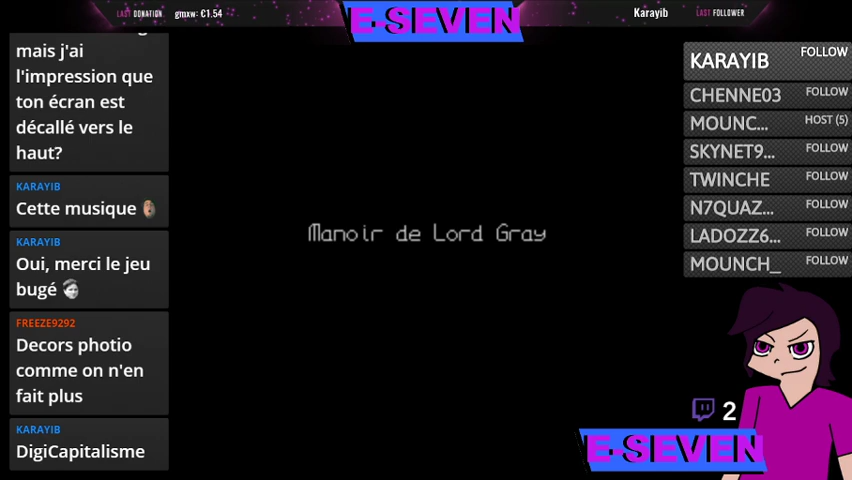 LAST DONATION
gmxw: €1.54
E-SEVEN
Karayib
LAST FOLLOWER
mais j'ai
l'impression que
ton écran est
décallé vers le
haut?
KARAYIB
Cette musique
KARAYIB
Oui, merci le jeu
bugé
FREEZE9292
Decors photio
comme on n'en
fait plus
KARAYIB
DigiCapitalisme
Manoir de Lord Gray
KARAYIB FOLLOW
CHENNE03 FOLLOW
MOUNC... HOST (5)
SKYNET9... FOLLOW
TWINCHE FOLLOW
N7QUAZ... FOLLOW
LADOZZ6... FOLLOW
MOUNCH_ FOLLOW
2
E-SEVEN